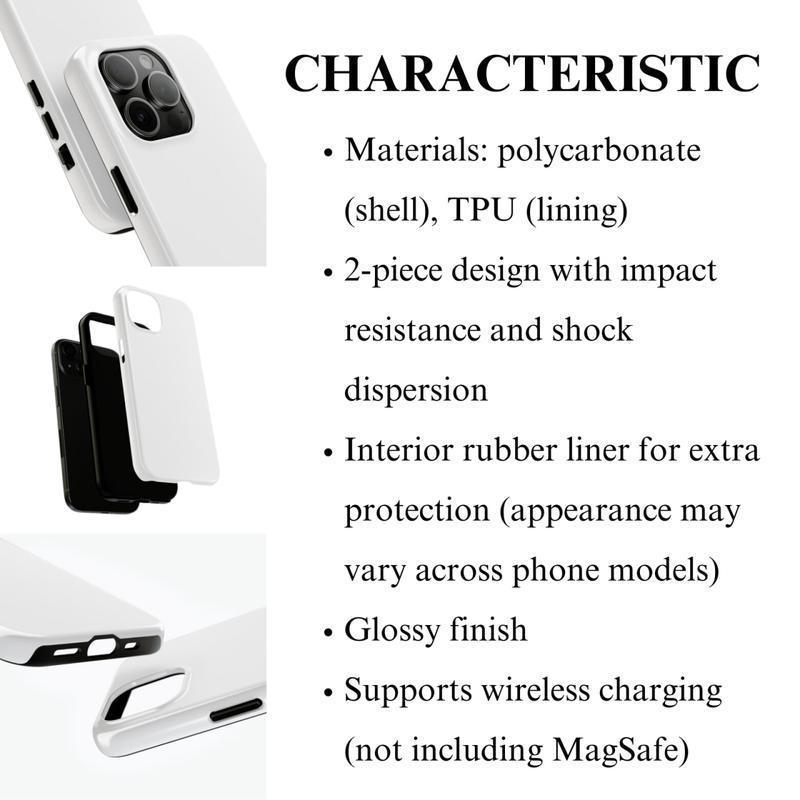 CHARACTERISTIC
• Materials: polycarbonate
(shell), TPU (lining)
• 2-piece design with impact
resistance and shock
dispersion
• Interior rubber liner for extra
protection (appearance may
vary across phone models)
• Glossy finish
• Supports wireless charging
(not including MagSafe)